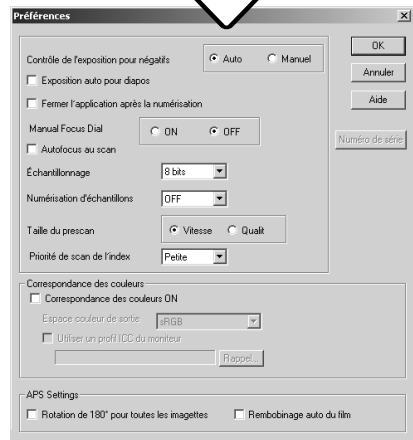 Préférences
Contrôle de l'exposition pour négatifs Auto Manuel
OK
Exposition auto pour diapos
Annuler
Fermer l'application après la numérisation
Aide
Manual Focus Dial ON OFF
Numéro de série
Autofocus au scan
Échantillonnage 8 bits
Numérisation d'échantillons OFF
Taille du prescan Vitesse Qualit
Priorité de scan de l'index Petite
Correspondance des couleurs
Correspondance des couleurs ON
Espace couleur de sortie sRGB
Utiliser un profil ICC du moniteur
Rappel...
APS Settings
Rotation de 180° pour toutes les imagettes Rembobinage auto du film